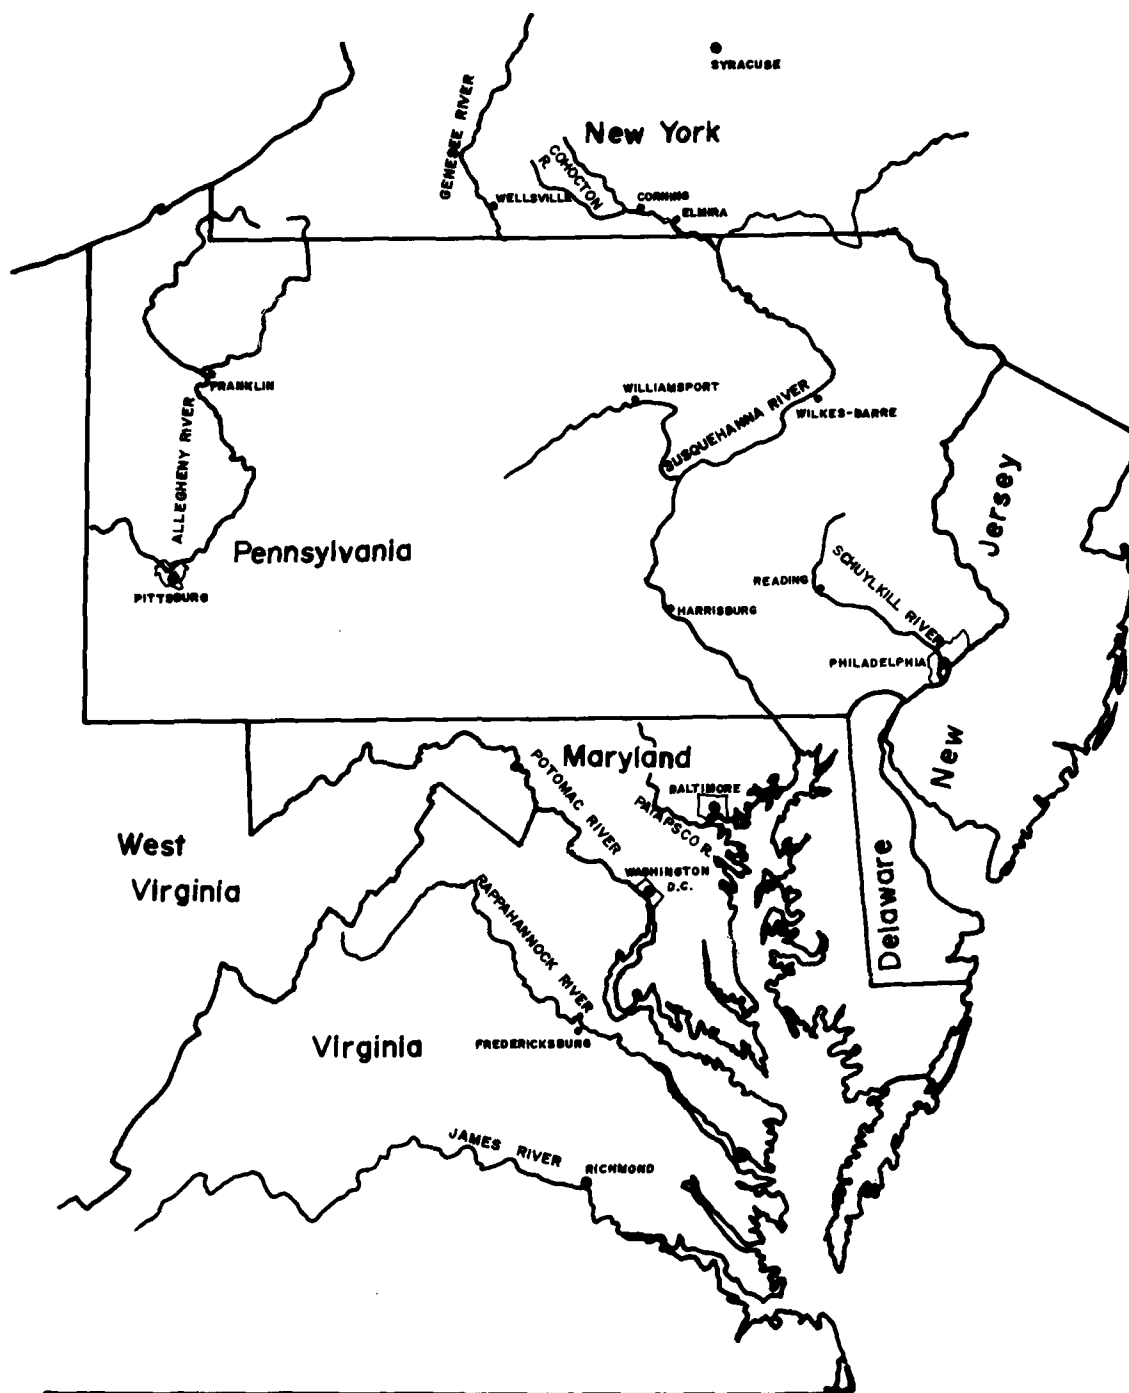 SYRACUSE
GENESEE RIVER
New York
COHOCTON
R.
WELLSVILLE
CORNING
ELMIRA
FRANKLIN
WILLIAMSPORT
SUSQUEHANNA RIVER
WILKES-BARRE
ALLEGHENY RIVER
Jersey
Pennsylvania
SCHUYLKILL RIVER
READING
PITTSBURG
HARRISBURG
PHILADELPHIA
New
Maryland
POTOMAC RIVER
BALTIMORE
PATAPSCO R.
West
Virginia
WASHINGTON
D.C.
RAPPAHANNOCK RIVER
Delaware
Virginia
FREDERICKSBURG
JAMES RIVER
RICHMOND